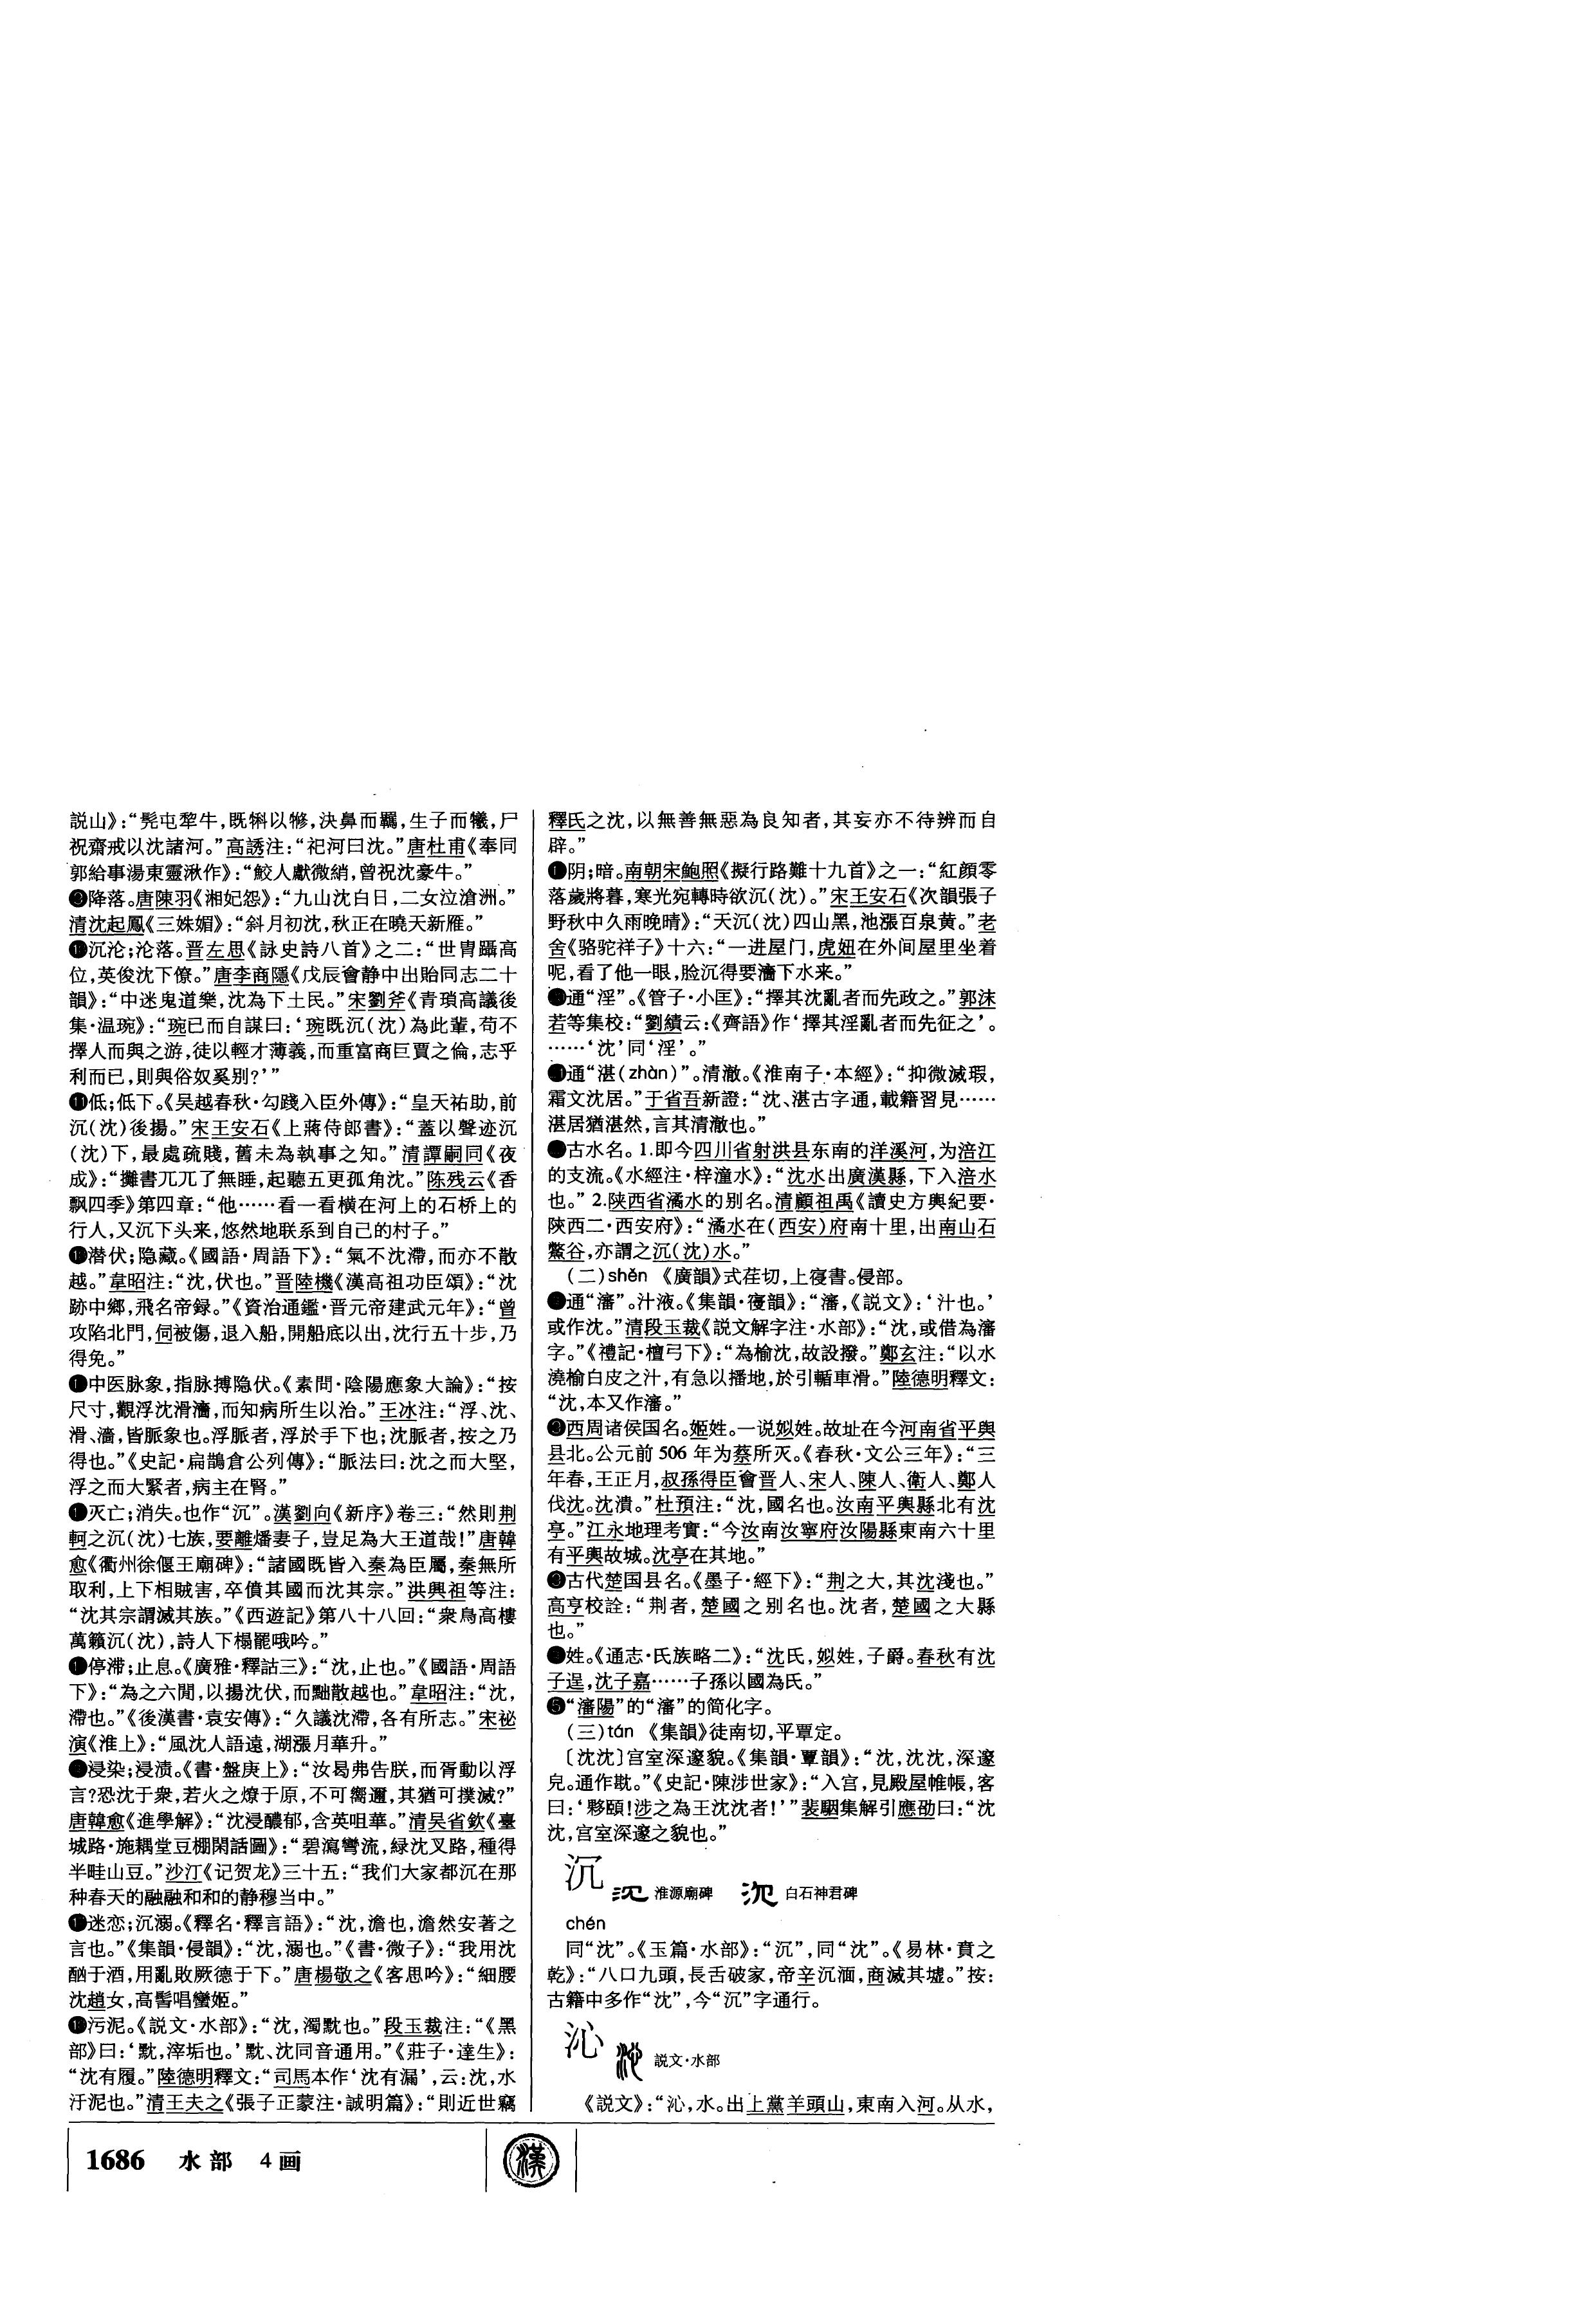 説山》：“髡屯犂牛，既㸬以㹋，決鼻而羈，生子而犧，尸
祝齋戒以沈諸河。”高誘注：“祀河曰沈。”唐杜甫《奉同
郭給事湯東靈湫作》：“鮫人獻微綃，曾祝沈豪牛。”
降落。唐陳羽《湘妃怨》：“九山沈白日，二女泣滄洲。”
清沈起鳳《三姝媚》：“斜月初沈，秋正在曉天新雁。”
沉沦；沦落。晋左思《詠史詩八首》之二：“世胄躡高
位，英俊沈下僚。”唐李商隱《戊辰會静中出貽同志二十
韻》：“中迷鬼道樂，沈為下土民。”宋劉斧《青瑣高議後
集·温琬》：“琬已而自謀曰：‘琬既沉（沈）為此輩，苟不
擇人而與之游，徒以輕才薄義，而重富商巨賈之倫，志乎
利而已，則與俗奴奚别？’”
⓫低；低下。《吴越春秋·勾踐入臣外傳》：“皇天祐助，前
沉（沈）後揚。”宋王安石《上蔣侍郎書》：“蓋以聲迹沉
（沈）下，最處疏賤，舊未為執事之知。”清譚嗣同《夜
成》：“攤書兀兀了無睡，起聽五更孤角沈。”陈残云《香
飘四季》第四章：“他……看一看横在河上的石桥上的
行人，又沉下头来，悠然地联系到自己的村子。”
潜伏；隐藏。《國語·周語下》：“氣不沈滯，而亦不散
越。”韋昭注：“沈，伏也。”晋陸機《漢高祖功臣頌》：“沈
跡中鄉，飛名帝録。”《資治通鑑·晋元帝建武元年》：“曾
攻陷北門，伺被傷，退入船，開船底以出，沈行五十步，乃
得免。”
中医脉象，指脉搏隐伏。《素問·陰陽應象大論》：“按
尺寸，觀浮沈滑濇，而知病所生以治。”王冰注：“浮、沈、
滑、濇，皆脈象也。浮脈者，浮於手下也；沈脈者，按之乃
得也。”《史記·扁鵲倉公列傳》：“脈法曰：沈之而大堅，
浮之而大緊者，病主在腎。”
灭亡；消失。也作“沉”。漢劉向《新序》卷三：“然則荆
軻之沉（沈）七族，要離燔妻子，豈足為大王道哉！”唐韓
愈《衢州徐偃王廟碑》：“諸國既皆入秦為臣屬，秦無所
取利，上下相賊害，卒僨其國而沈其宗。”洪興祖等注：
“沈其宗謂滅其族。”《西遊記》第八十八回：“衆鳥高棲
萬籟沉（沈），詩人下榻罷哦吟。”
停滞；止息。《廣雅·釋詁三》：“沈，止也。”《國語·周語
下》：“為之六閒，以揚沈伏，而黜散越也。”韋昭注：“沈，
滯也。”《後漢書·袁安傳》：“久議沈滯，各有所志。”宋祕
演《淮上》：“風沈人語遠，湖漲月華升。”
浸染；浸渍。《書·盤庚上》：“汝曷弗告朕，而胥動以浮
言？恐沈于衆，若火之燎于原，不可嚮邇，其猶可撲滅？”
唐韓愈《進學解》：“沈浸醲郁，含英咀華。”清吴省欽《臺
城路·施耦堂豆棚閑話圖》：“碧瀉彎流，緑沈叉路，種得
半畦山豆。”沙汀《记贺龙》三十五：“我们大家都沉在那
种春天的融融和和的静穆当中。”
迷恋；沉溺。《釋名·釋言語》：“沈，澹也，澹然安著之
言也。”《集韻·侵韻》：“沈，溺也。”《書·微子》：“我用沈
酗于酒，用亂敗厥德于下。”唐楊敬之《客思吟》：“細腰
沈趙女，高髻唱蠻姬。”
污泥。《説文·水部》：“沈，濁黕也。”段玉裁注：“《黑
部》曰：‘黕，滓垢也。’黕、沈同音通用。”《莊子·達生》：
“沈有履。”陸德明釋文：“司馬本作‘沈有漏’，云：沈，水
汙泥也。”清王夫之《張子正蒙注·誠明篇》：“則近世竊
釋氏之沈，以無善無惡為良知者，其妄亦不待辨而自
辟。”
阴；暗。南朝宋鮑照《擬行路難十九首》之一：“紅顔零
落歲將暮，寒光宛轉時欲沉（沈）。”宋王安石《次韻張子
野秋中久雨晚晴》：“天沉（沈）四山黑，池漲百泉黄。”老
舍《骆驼祥子》十六：“一进屋门，虎妞在外间屋里坐着
呢，看了他一眼，脸沉得要滴下水来。”
通“淫”。《管子·小匡》：“擇其沈亂者而先政之。”郭沫
若等集校：“劉績云：《齊語》作‘擇其淫亂者而先征之’。
……‘沈’同‘淫’。”
通“湛（zhàn）”。清澈。《淮南子·本經》：“抑微滅瑕，
霜文沈居。”于省吾新證：“沈、湛古字通，載籍習見……
湛居猶湛然，言其清澈也。”
古水名。1.即今四川省射洪县东南的洋溪河，为涪江
的支流。《水經注·梓潼水》：“沈水出廣漢縣，下入涪水
也。”2.陕西省潏水的别名。清顧祖禹《讀史方輿紀要·
陝西二·西安府》：“潏水在（西安）府南十里，出南山石
鱉谷，亦謂之沉（沈）水。”
（二）shěn　《廣韻》式荏切，上寑書。侵部。
通“瀋”。汁液。《集韻·寑韻》：“瀋，《説文》：‘汁也。’
或作沈。”清段玉裁《説文解字注·水部》：“沈，或借為瀋
字。”《禮記·檀弓下》：“為榆沈，故設撥。”鄭玄注：“以水
澆榆白皮之汁，有急以播地，於引輴車滑。”陸德明釋文：
“沈，本又作瀋。”
西周诸侯国名。姬姓。一说姒姓。故址在今河南省平舆
县北。公元前506年为蔡所灭。《春秋·文公三年》：“三
年春，王正月，叔孫得臣會晋人、宋人、陳人、衛人、鄭人
伐沈。沈潰。”杜預注：“沈，國名也。汝南平輿縣北有沈
亭。”江永地理考實：“今汝南汝寧府汝陽縣東南六十里
有平輿故城。沈亭在其地。”
古代楚国县名。《墨子·經下》：“荆之大，其沈淺也。”
高亨校詮：“荆者，楚國之别名也。沈者，楚國之大縣
也。”
姓。《通志·氏族略二》：“沈氏，姒姓，子爵。春秋有沈
子逞，沈子嘉……子孫以國為氏。”
❺“瀋陽”的“瀋”的简化字。
（三）tán　《集韻》徒南切，平覃定。
〔沈沈〕宫室深邃貌。《集韻·覃韻》：“沈，沈沈，深邃
皃。通作耽。”《史記·陳涉世家》：“入宫，見殿屋帷帳，客
曰：‘夥頤！涉之為王沈沈者！’”裴駰集解引應劭曰：“沈
沈，宫室深邃之貌也。”
沉　淮源廟碑　白石神君碑
chén
同“沈”。《玉篇·水部》：“沉”，同“沈”。《易林·賁之
乾》：“八口九頭，長舌破家，帝辛沉湎，商滅其墟。”按：
古籍中多作“沈”，今“沉”字通行。
沁　説文·水部
《説文》：“沁，水。出上黨羊頭山，東南入河。从水，
1686　水部　4画
漢